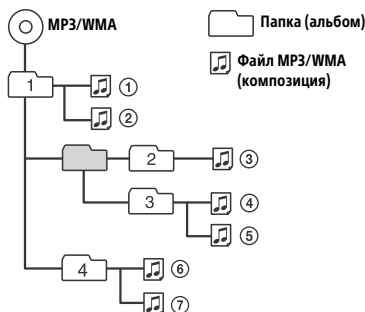 MP3/WMA
Папка (альбом)
Файл MP3/WMA
(композиция)
1
①
②
2
③
3
④
⑤
4
⑥
⑦